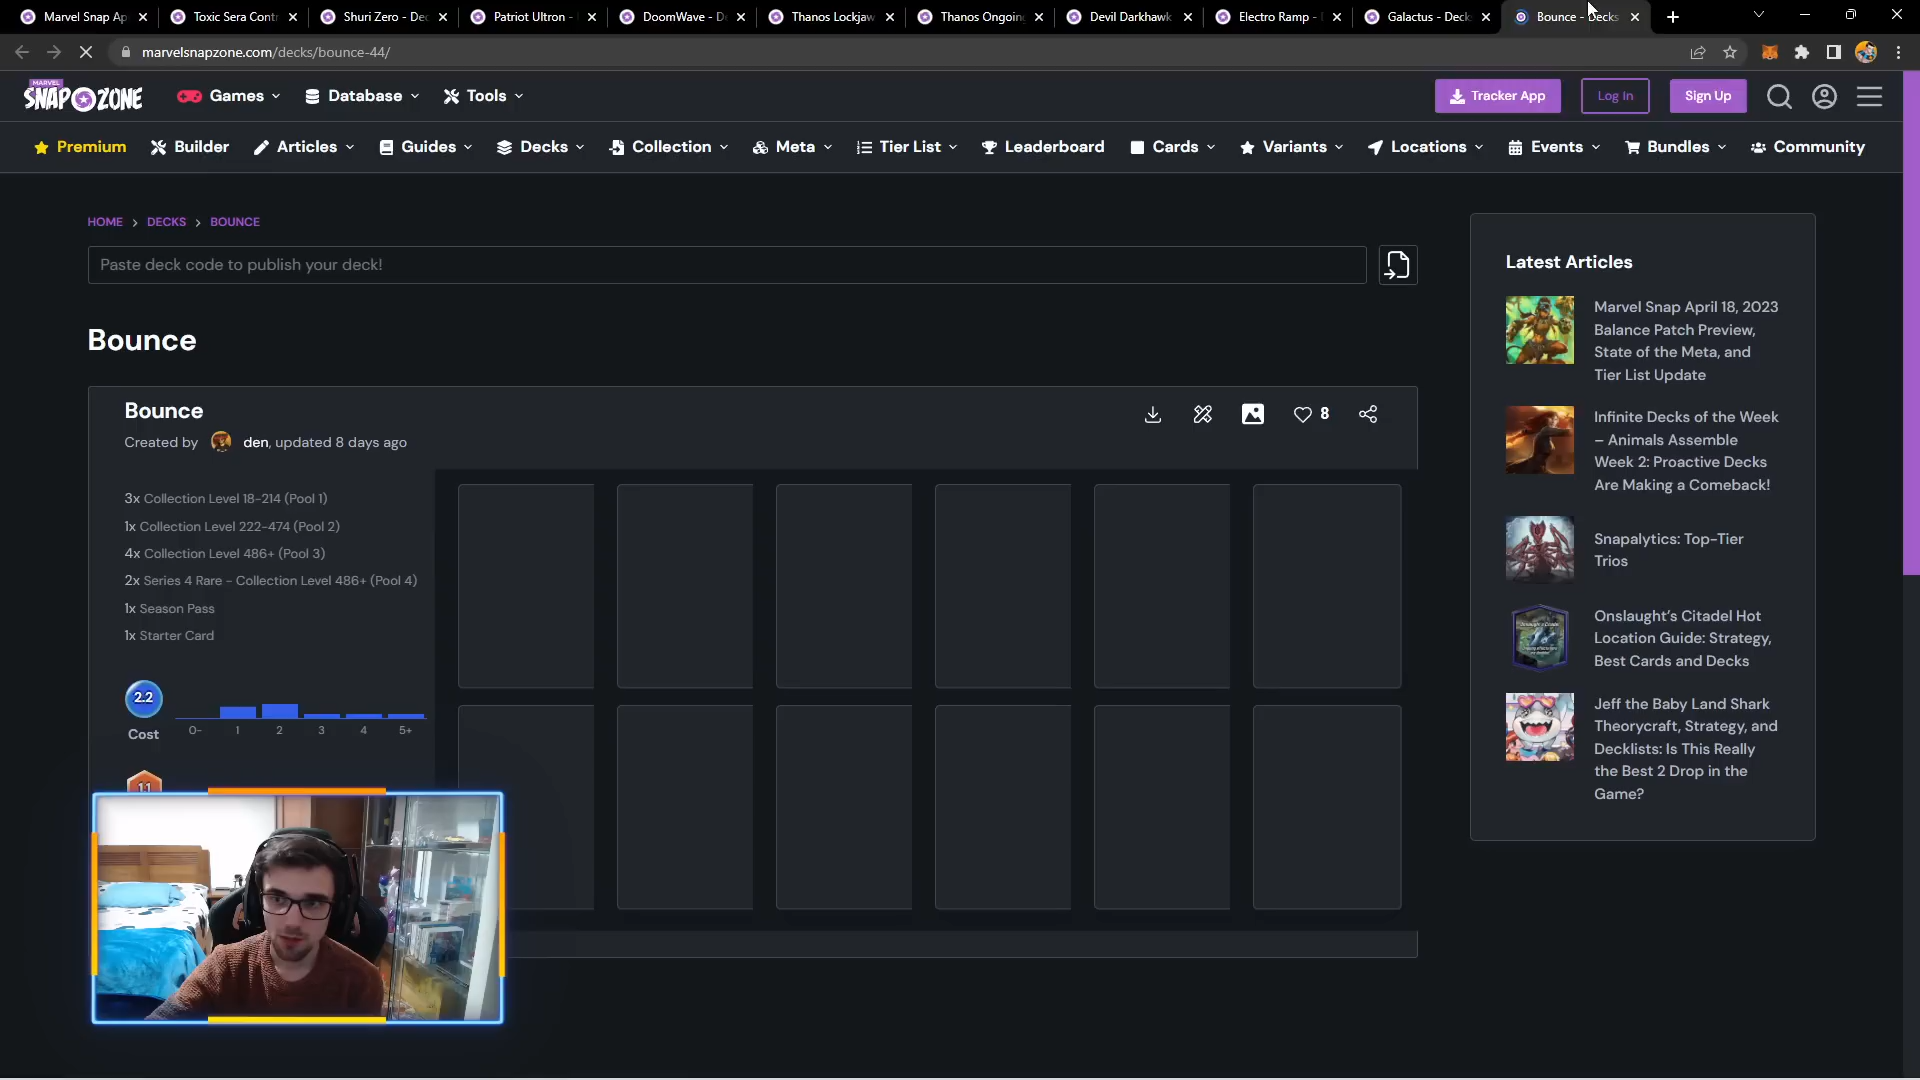 Marvel Snap Ap
Toxic Sera Contr
Shuri Zero - Dec
Patriot Ultron -
DoomWave - De
Thanos Lockjaw
Thanos Ongoing
Devil Darkhawk
Electro Ramp - D
Galactus - Deck
Bounce - Decks
marvelsnapzone.com/decks/bounce-44/
MARVEL
SNAP ZONE
Games
Database
Tools
Tracker App
Log In
Sign Up
Premium
Builder
Articles
Guides
Decks
Collection
Meta
Tier List
Leaderboard
Cards
Variants
Locations
Events
Bundles
Community
HOME > DECKS > BOUNCE
Paste deck code to publish your deck!
Bounce
Bounce
Created by den, updated 8 days ago
8
3x Collection Level 18-214 (Pool 1)
1x Collection Level 222-474 (Pool 2)
4x Collection Level 486+ (Pool 3)
2x Series 4 Rare - Collection Level 486+ (Pool 4)
1x Season Pass
1x Starter Card
2.2
Cost
0-
1
2
3
4
5+
Latest Articles
Marvel Snap April 18, 2023
Balance Patch Preview,
State of the Meta, and
Tier List Update
Infinite Decks of the Week
– Animals Assemble
Week 2: Proactive Decks
Are Making a Comeback!
Snapalytics: Top-Tier
Trios
Onslaught's Citadel Hot
Location Guide: Strategy,
Best Cards and Decks
Jeff the Baby Land Shark
Theorycraft, Strategy, and
Decklists: Is This Really
the Best 2 Drop in the
Game?